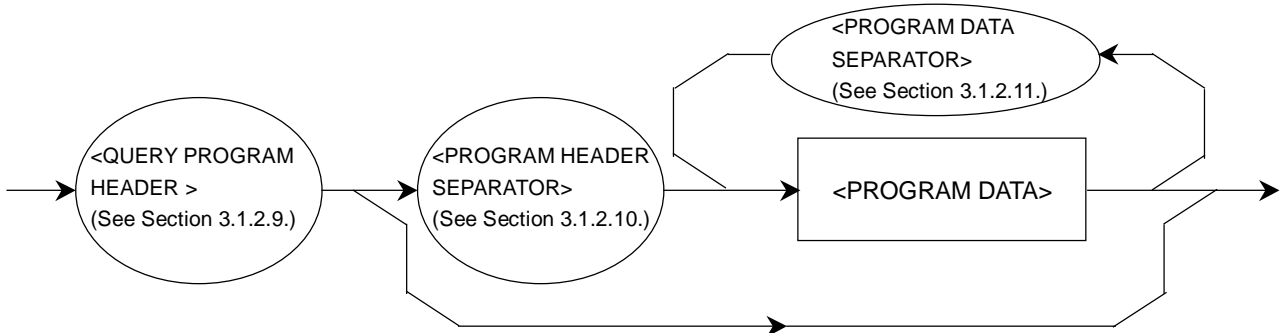 <PROGRAM DATA
SEPARATOR>
(See Section 3.1.2.11.)
<QUERY PROGRAM
HEADER >
(See Section 3.1.2.9.)
<PROGRAM HEADER
SEPARATOR>
(See Section 3.1.2.10.)
<PROGRAM DATA>